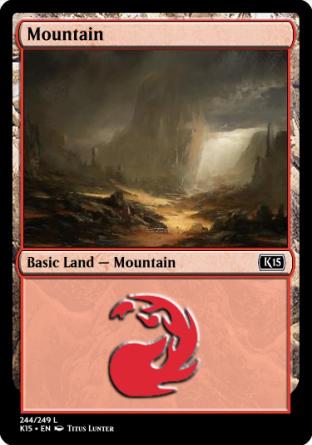 Mountain
Basic Land — Mountain
K15
244/249 L
K15 • EN Titus Lunter